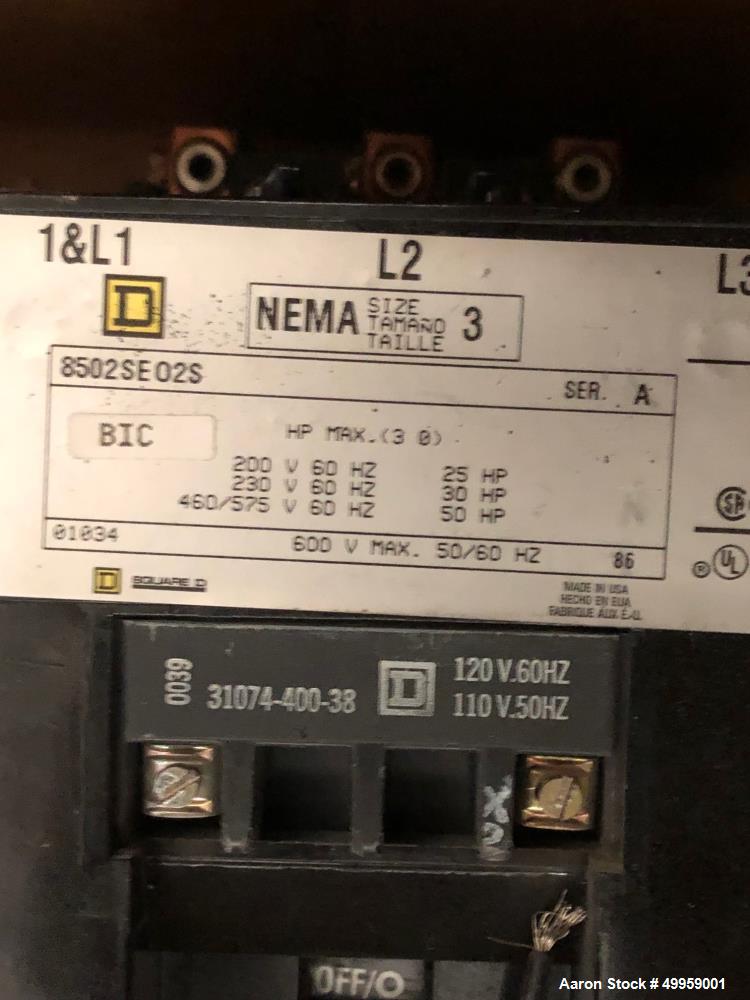 1&L1 L2 L3
D
NEMA SIZE TAMAÑO TAILLE 3
8502SE02S SER. A
BIC HP MAX.(3 0)
200 V 60 HZ 25 HP
230 V 60 HZ 30 HP
460/575 V 60 HZ 50 HP
01034 600 V MAX. 50/60 HZ 86
D SQUARE D
MADE IN USA
HECHO EN EUA
FABRIQUE AUX É.-U.
SA
® UL
0039 31074-400-38 D 120 V.60HZ
110 V.50HZ
OFF/O
Aaron Stock # 49959001